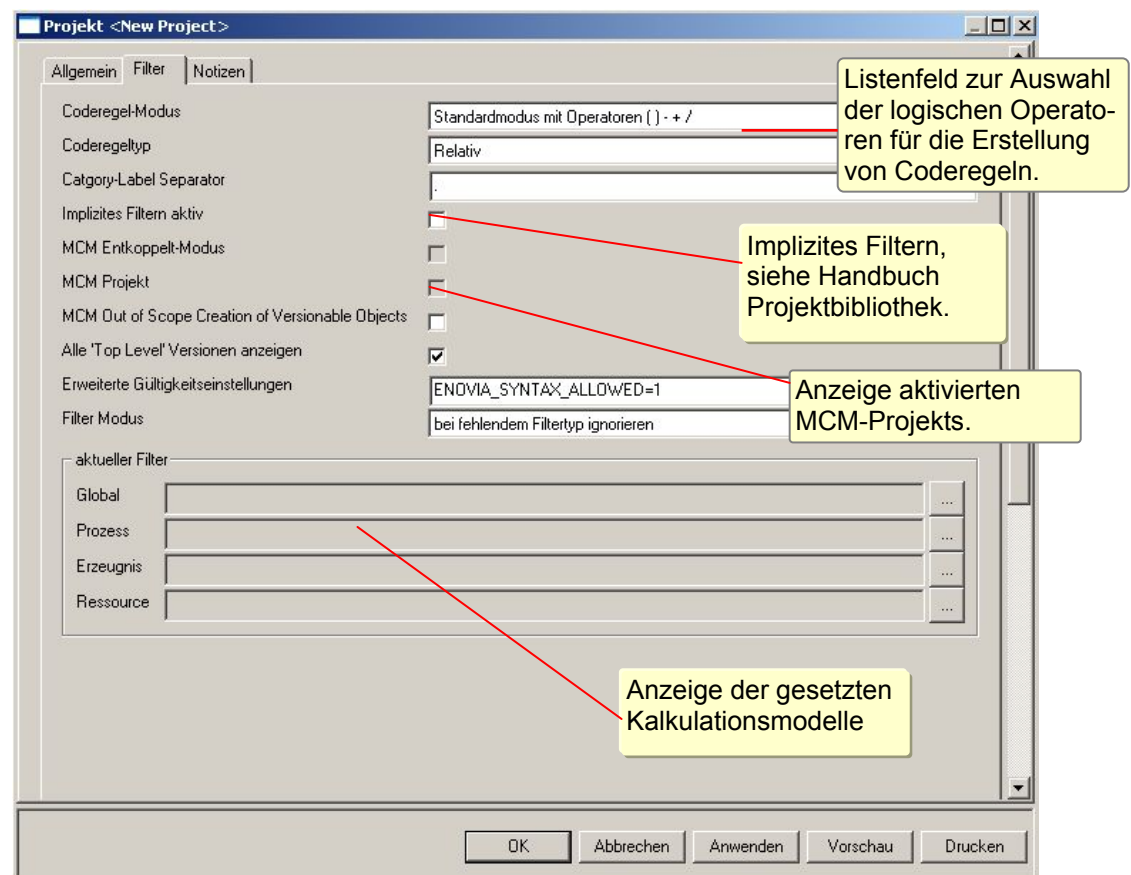 Projekt <New Project>
Allgemein Filter Notizen
Listenfeld zur Auswahl
der logischen Operato-
ren für die Erstellung
von Coderegeln.
Coderegel-Modus Standardmodus mit Operatoren ( ) - + /
Coderegeltyp Relativ
Catgory-Label Separator .
Implizites Filtern aktiv
MCM Entkoppelt-Modus
Implizites Filtern,
siehe Handbuch
Projektbibliothek.
MCM Projekt
MCM Out of Scope Creation of Versionable Objects
Alle 'Top Level' Versionen anzeigen
Erweiterte Gültigkeitseinstellungen ENOVIA_SYNTAX_ALLOWED=1
Filter Modus bei fehlendem Filtertyp ignorieren
Anzeige aktivierten
MCM-Projekts.
aktueller Filter
Global ...
Prozess ...
Erzeugnis ...
Ressource ...
Anzeige der gesetzten
Kalkulationsmodelle
OK Abbrechen Anwenden Vorschau Drucken